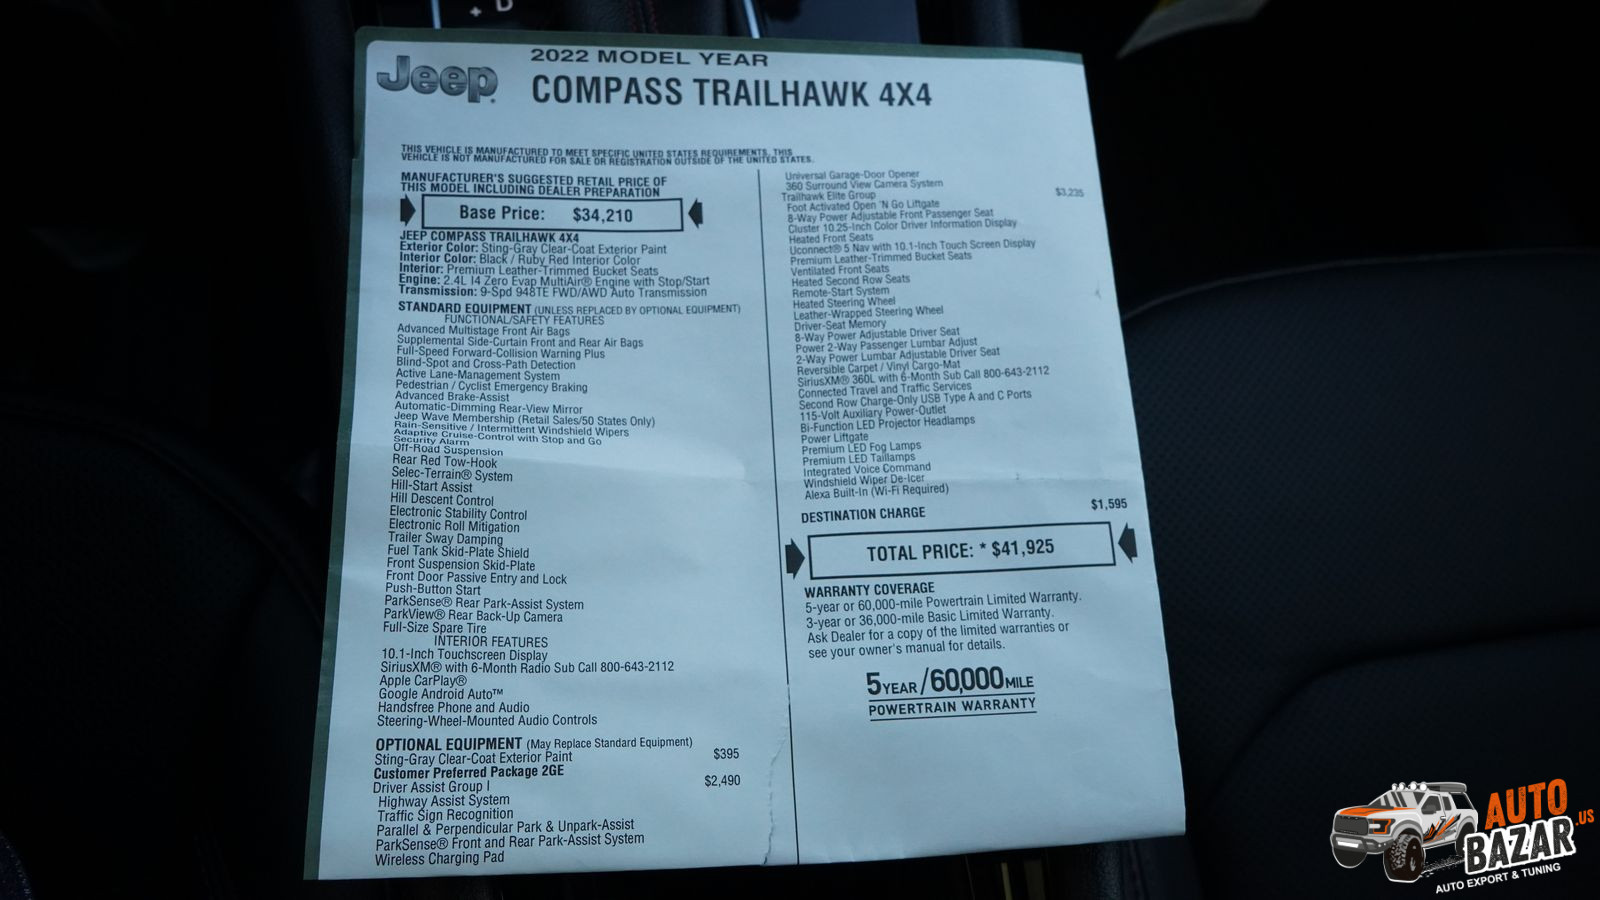 + D
Jeep
2022 MODEL YEAR
COMPASS TRAILHAWK 4X4
THIS VEHICLE IS MANUFACTURED TO MEET SPECIFIC UNITED STATES REQUIREMENTS. THIS
VEHICLE IS NOT MANUFACTURED FOR SALE OR REGISTRATION OUTSIDE OF THE UNITED STATES.
MANUFACTURER'S SUGGESTED RETAIL PRICE OF
THIS MODEL INCLUDING DEALER PREPARATION
Base Price: $34,210
JEEP COMPASS TRAILHAWK 4X4
Exterior Color: Sting-Gray Clear-Coat Exterior Paint
Interior Color: Black / Ruby Red Interior Color
Interior: Premium Leather-Trimmed Bucket Seats
Engine: 2.4L I4 Zero Evap MultiAir® Engine with Stop/Start
Transmission: 9-Spd 948TE FWD/AWD Auto Transmission
STANDARD EQUIPMENT (UNLESS REPLACED BY OPTIONAL EQUIPMENT)
FUNCTIONAL/SAFETY FEATURES
Advanced Multistage Front Air Bags
Supplemental Side-Curtain Front and Rear Air Bags
Full-Speed Forward-Collision Warning Plus
Blind-Spot and Cross-Path Detection
Active Lane-Management System
Pedestrian / Cyclist Emergency Braking
Advanced Brake-Assist
Automatic-Dimming Rear-View Mirror
Jeep Wave Membership (Retail Sales/50 States Only)
Rain-Sensitive / Intermittent Windshield Wipers
Adaptive Cruise-Control with Stop and Go
Security Alarm
Off-Road Suspension
Rear Red Tow-Hook
Selec-Terrain® System
Hill-Start Assist
Hill Descent Control
Electronic Stability Control
Electronic Roll Mitigation
Trailer Sway Damping
Fuel Tank Skid-Plate Shield
Front Suspension Skid-Plate
Front Door Passive Entry and Lock
Push-Button Start
ParkSense® Rear Park-Assist System
ParkView® Rear Back-Up Camera
Full-Size Spare Tire
INTERIOR FEATURES
10.1-Inch Touchscreen Display
SiriusXM® with 6-Month Radio Sub Call 800-643-2112
Apple CarPlay®
Google Android Auto™
Handsfree Phone and Audio
Steering-Wheel-Mounted Audio Controls
OPTIONAL EQUIPMENT (May Replace Standard Equipment)
Sting-Gray Clear-Coat Exterior Paint $395
Customer Preferred Package 2GE
Driver Assist Group I $2,490
Highway Assist System
Traffic Sign Recognition
Parallel & Perpendicular Park & Unpark-Assist
ParkSense® Front and Rear Park-Assist System
Wireless Charging Pad
Universal Garage-Door Opener
360 Surround View Camera System
Trailhawk Elite Group $3,235
Foot Activated Open 'N Go Liftgate
8-Way Power Adjustable Front Passenger Seat
Cluster 10.25-Inch Color Driver Information Display
Heated Front Seats
Uconnect® 5 Nav with 10.1-Inch Touch Screen Display
Premium Leather-Trimmed Bucket Seats
Ventilated Front Seats
Heated Second Row Seats
Remote-Start System
Heated Steering Wheel
Leather-Wrapped Steering Wheel
Driver-Seat Memory
8-Way Power Adjustable Driver Seat
Power 2-Way Passenger Lumbar Adjust
2-Way Power Lumbar Adjustable Driver Seat
Reversible Carpet / Vinyl Cargo-Mat
SiriusXM® 360L with 6-Month Sub Call 800-643-2112
Connected Travel and Traffic Services
Second Row Charge-Only USB Type A and C Ports
115-Volt Auxiliary Power-Outlet
Bi-Function LED Projector Headlamps
Power Liftgate
Premium LED Fog Lamps
Premium LED Taillamps
Integrated Voice Command
Windshield Wiper De-Icer
Alexa Built-In (Wi-Fi Required)
DESTINATION CHARGE $1,595
TOTAL PRICE: * $41,925
WARRANTY COVERAGE
5-year or 60,000-mile Powertrain Limited Warranty.
3-year or 36,000-mile Basic Limited Warranty.
Ask Dealer for a copy of the limited warranties or
see your owner's manual for details.
5 YEAR / 60,000 MILE
POWERTRAIN WARRANTY
AUTO
BAZAR .US
AUTO EXPORT & TUNING